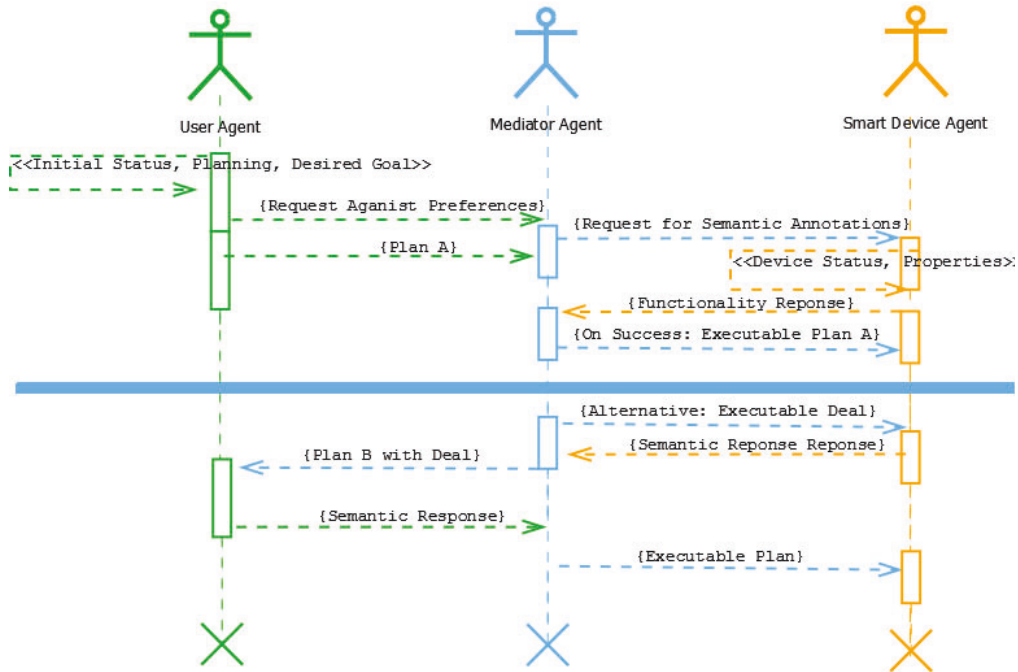 User Agent
Mediator Agent
Smart Device Agent
<<Initial Status, Planning, Desired Goal>>
{Request Aganist Preferences}
{Request for Semantic Annotations}
{Plan A}
<<Device Status, Properties>>
{Functionality Reponse}
{On Success: Executable Plan A}
{Alternative: Executable Deal}
{Semantic Reponse Reponse}
{Plan B with Deal}
{Semantic Response}
{Executable Plan}